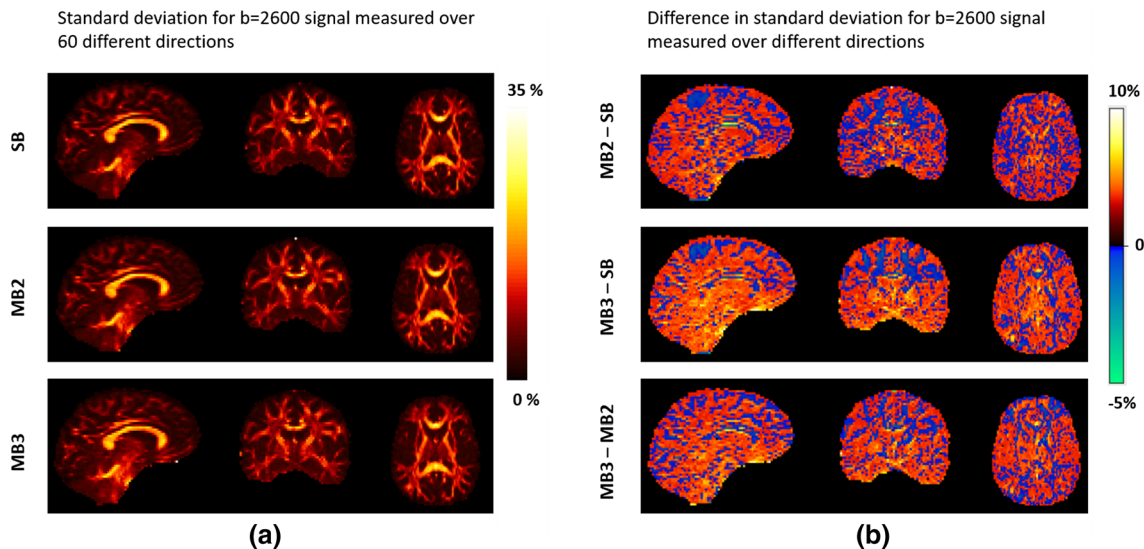 Standard deviation for b=2600 signal measured over
60 different directions
SB
MB2
MB3
35 %
0 %
(a)
Difference in standard deviation for b=2600 signal
measured over different directions
MB2 – SB
MB3 – SB
MB3 – MB2
10%
0
-5%
(b)